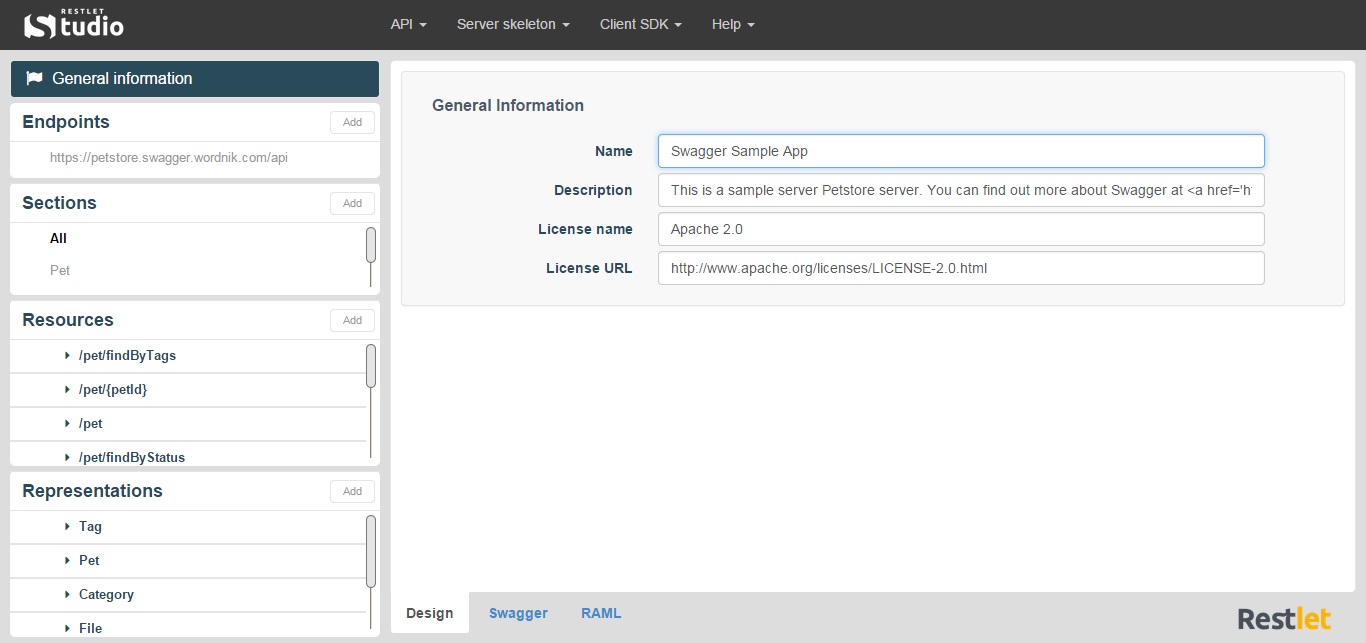 RESTLET
Studio
API
Server skeleton
Client SDK
Help
General information
Endpoints
Add
https://petstore.swagger.wordnik.com/api
Sections
Add
All
Pet
Resources
Add
/pet/findByTags
/pet/{petId}
/pet
/pet/findByStatus
Representations
Add
Tag
Pet
Category
File
General Information
Name
Swagger Sample App
Description
This is a sample server Petstore server. You can find out more about Swagger at <a href='h
License name
Apache 2.0
License URL
http://www.apache.org/licenses/LICENSE-2.0.html
Design
Swagger
RAML
Restlet